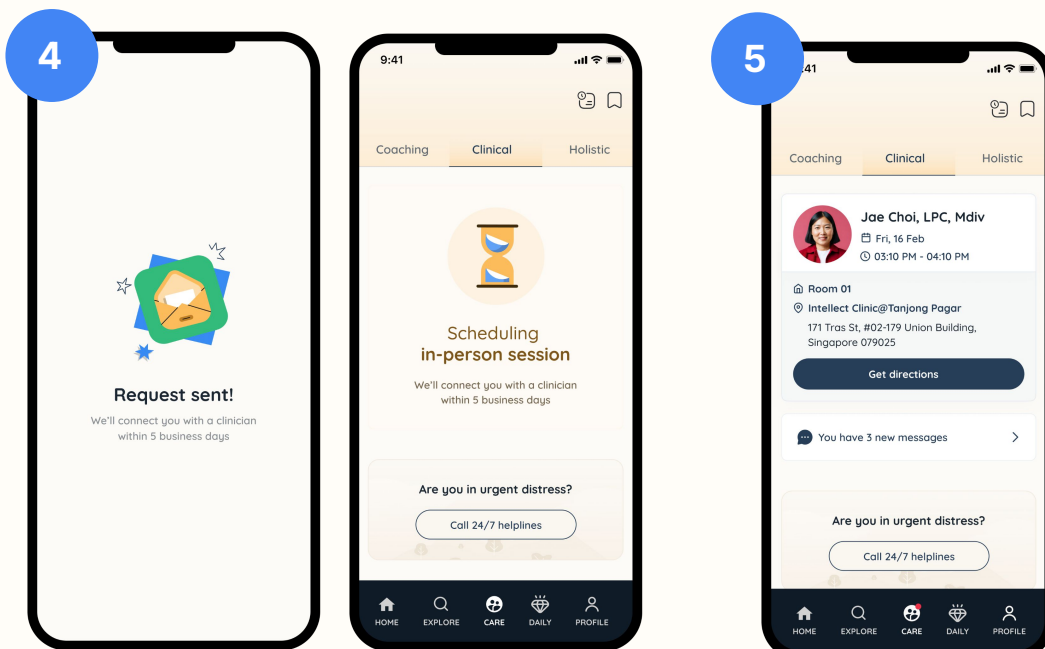 4
Request sent!
We'll connect you with a clinician
within 5 business days
9:41
Coaching
Clinical
Holistic
Scheduling
in-person session
We'll connect you with a clinician
within 5 business days
Are you in urgent distress?
Call 24/7 helplines
HOME
EXPLORE
CARE
DAILY
PROFILE
5
:41
Coaching
Clinical
Holistic
Jae Choi, LPC, Mdiv
Fri, 16 Feb
03:10 PM - 04:10 PM
Room 01
Intellect Clinic@Tanjong Pagar
171 Tras St, #02-179 Union Building,
Singapore 079025
Get directions
You have 3 new messages
Are you in urgent distress?
Call 24/7 helplines
HOME
EXPLORE
CARE
DAILY
PROFILE